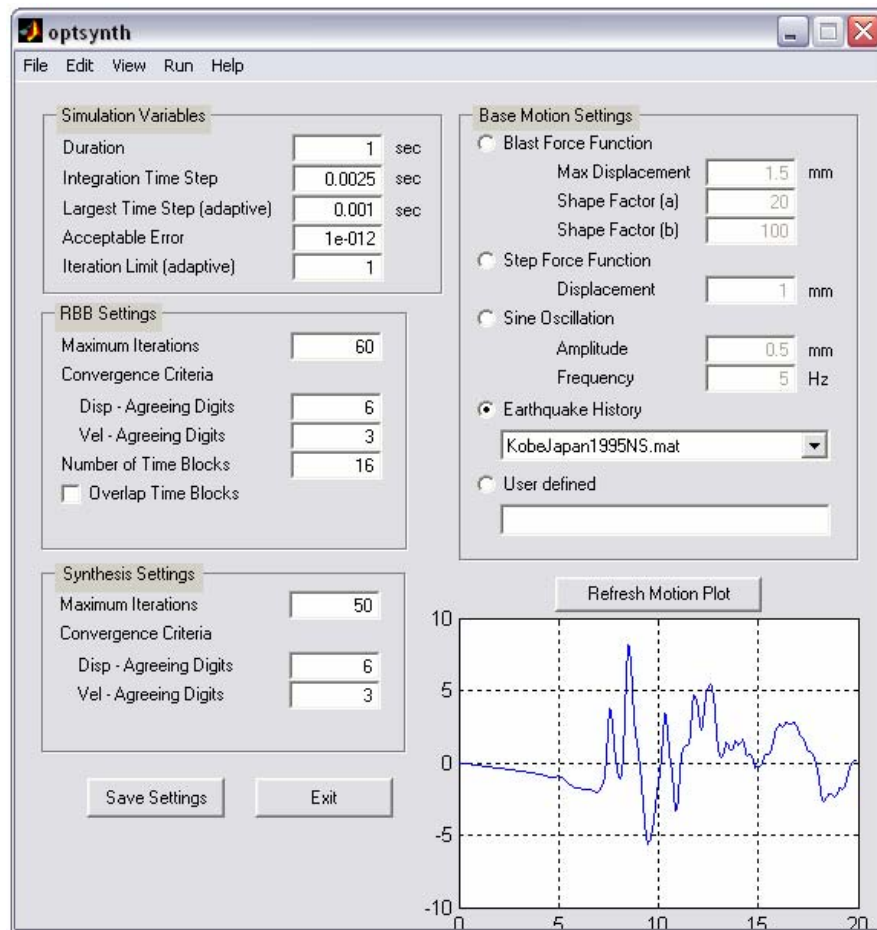 optsynth
File Edit View Run Help
Simulation Variables
Duration 1 sec
Integration Time Step 0.0025 sec
Largest Time Step (adaptive) 0.001 sec
Acceptable Error 1e-012
Iteration Limit (adaptive) 1
RBB Settings
Maximum Iterations 60
Convergence Criteria
Disp - Agreeing Digits 6
Vel - Agreeing Digits 3
Number of Time Blocks 16
Overlap Time Blocks
Synthesis Settings
Maximum Iterations 50
Convergence Criteria
Disp - Agreeing Digits 6
Vel - Agreeing Digits 3
Save Settings Exit
Base Motion Settings
Blast Force Function
Max Displacement 1.5 mm
Shape Factor (a) 20
Shape Factor (b) 100
Step Force Function
Displacement 1 mm
Sine Oscillation
Amplitude 0.5 mm
Frequency 5 Hz
Earthquake History
KobeJapan1995NS.mat
User defined
Refresh Motion Plot
10
5
0
-5
-10
0 5 10 15 20